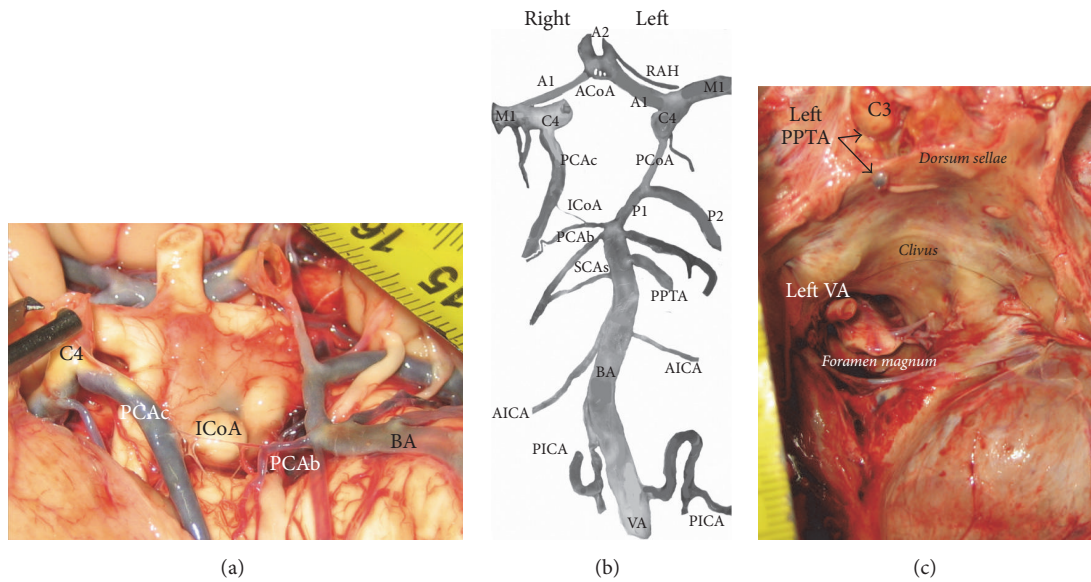 C4
PCAc
ICoA
PCAb
BA
16
15
(a)
Right Left
A2
RAH
A1
ACoA
A1
M1
M1
C4
C4
PCAc
PCoA
ICoA
P1
P2
PCAb
SCAs
PPTA
BA
AICA
AICA
PICA
VA
PICA
(b)
C3
Left
PPTA
Dorsum sellae
Clivus
Left VA
Foramen magnum
(c)